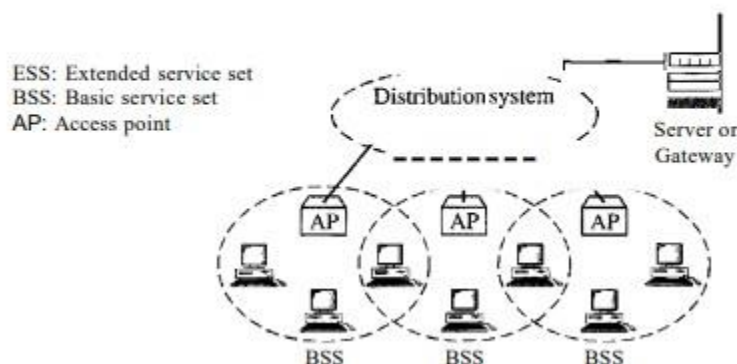 ESS: Extended service set
BSS: Basic service set
AP: Access point
Distribution system
Server or
Gateway
AP AP AP
BSS BSS BSS